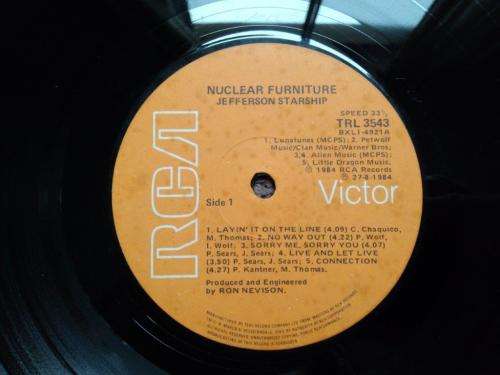 NUCLEAR FURNITURE
JEFFERSON STARSHIP
SPEED 33⅓
TRL 3543
BXL1-4921A
1. Lunatunes (MCPS); 2. Petwolf
Music/Clan Music/Warner Bros;
3,4. Alien Music (MCPS);
5. Little Dragon Music.
℗ 1984 RCA Records
© 27-8-1984
RCA
Side 1
Victor
1. LAYIN' IT ON THE LINE (4.09) C. Chaquico,
M. Thomas; 2. NO WAY OUT (4.22) P. Wolf,
I. Wolf; 3. SORRY ME, SORRY YOU (4.07)
P. Sears, J. Sears; 4. LIVE AND LET LIVE
(3.50) P. Sears, J. Sears; 5. CONNECTION
(4.27) P. Kantner, M. Thomas.
Produced and Engineered
by RON NEVISON.